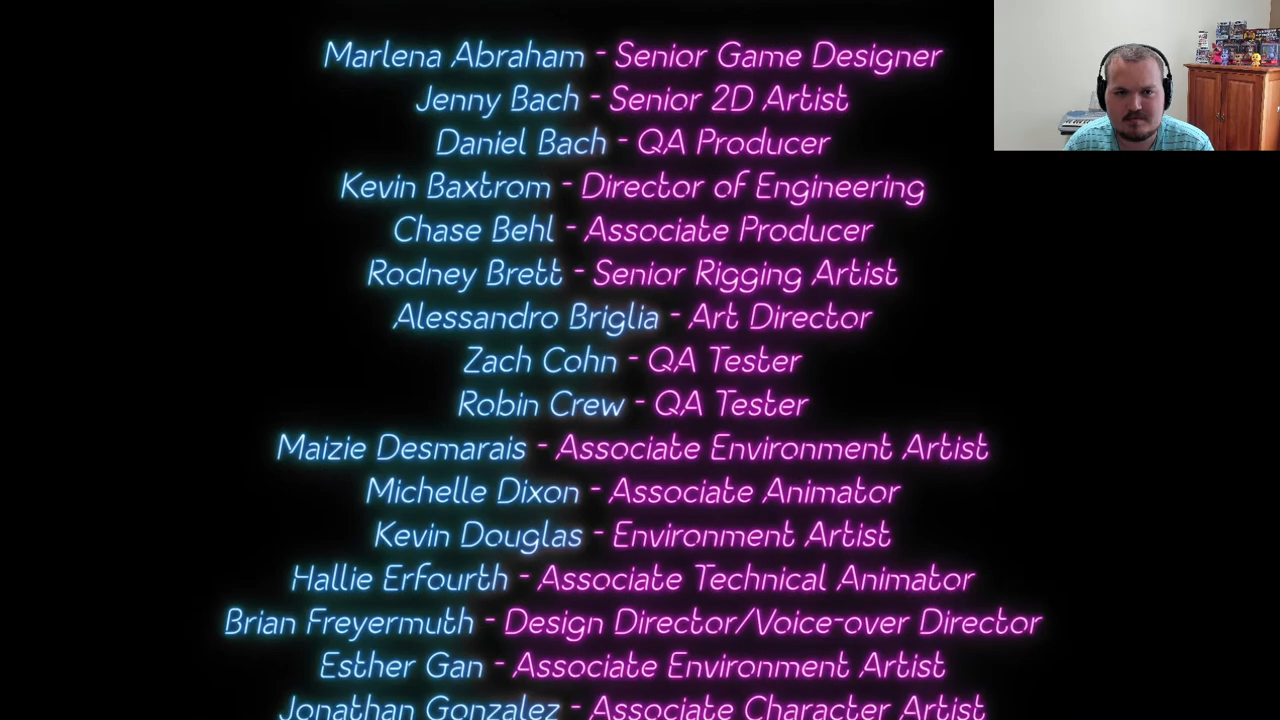 Marlena Abraham - Senior Game Designer
Jenny Bach - Senior 2D Artist
Daniel Bach - QA Producer
Kevin Baxtrom - Director of Engineering
Chase Behl - Associate Producer
Rodney Brett - Senior Rigging Artist
Alessandro Briglia - Art Director
Zach Cohn - QA Tester
Robin Crew - QA Tester
Maizie Desmarais - Associate Environment Artist
Michelle Dixon - Associate Animator
Kevin Douglas - Environment Artist
Hallie Erfourth - Associate Technical Animator
Brian Freyermuth - Design Director/Voice-over Director
Esther Gan - Associate Environment Artist
Jonathan Gonzalez - Associate Character Artist